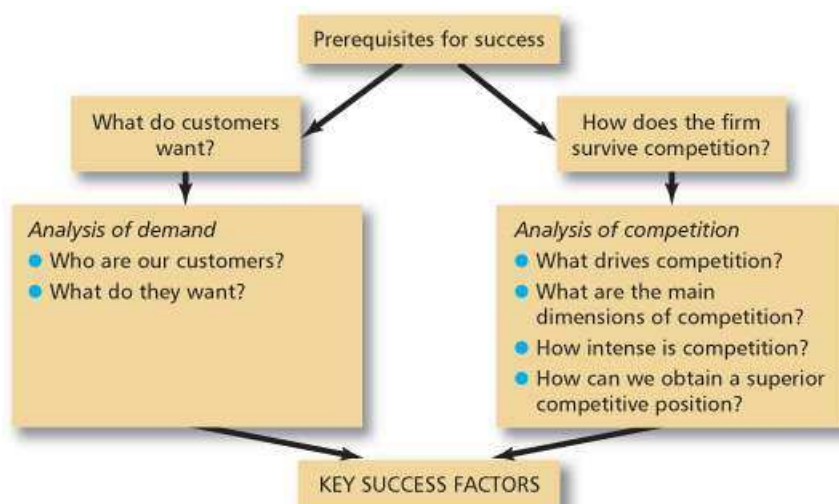 Prerequisites for success
What do customers
want?
How does the firm
survive competition?
Analysis of demand
● Who are our customers?
● What do they want?
Analysis of competition
● What drives competition?
● What are the main
dimensions of competition?
● How intense is competition?
● How can we obtain a superior
competitive position?
KEY SUCCESS FACTORS